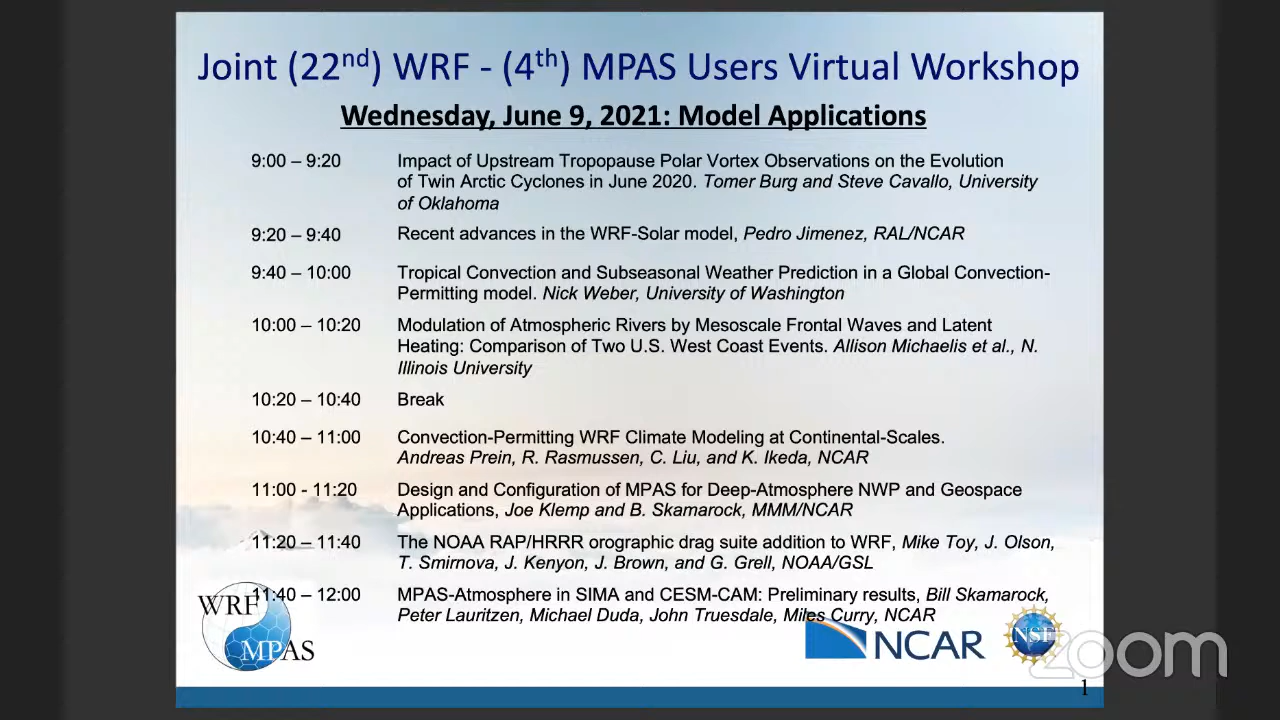 Joint (22nd) WRF - (4th) MPAS Users Virtual Workshop
Wednesday, June 9, 2021: Model Applications
9:00 – 9:20 Impact of Upstream Tropopause Polar Vortex Observations on the Evolution
of Twin Arctic Cyclones in June 2020. Tomer Burg and Steve Cavallo, University
of Oklahoma
9:20 – 9:40 Recent advances in the WRF-Solar model, Pedro Jimenez, RAL/NCAR
9:40 – 10:00 Tropical Convection and Subseasonal Weather Prediction in a Global Convection-
Permitting model. Nick Weber, University of Washington
10:00 – 10:20 Modulation of Atmospheric Rivers by Mesoscale Frontal Waves and Latent
Heating: Comparison of Two U.S. West Coast Events. Allison Michaelis et al., N.
Illinois University
10:20 – 10:40 Break
10:40 – 11:00 Convection-Permitting WRF Climate Modeling at Continental-Scales.
Andreas Prein, R. Rasmussen, C. Liu, and K. Ikeda, NCAR
11:00 - 11:20 Design and Configuration of MPAS for Deep-Atmosphere NWP and Geospace
Applications, Joe Klemp and B. Skamarock, MMM/NCAR
11:20 – 11:40 The NOAA RAP/HRRR orographic drag suite addition to WRF, Mike Toy, J. Olson,
T. Smirnova, J. Kenyon, J. Brown, and G. Grell, NOAA/GSL
11:40 – 12:00 MPAS-Atmosphere in SIMA and CESM-CAM: Preliminary results, Bill Skamarock,
Peter Lauritzen, Michael Duda, John Truesdale, Miles Curry, NCAR
WRF
MPAS
NCAR
NSF
zoom
1